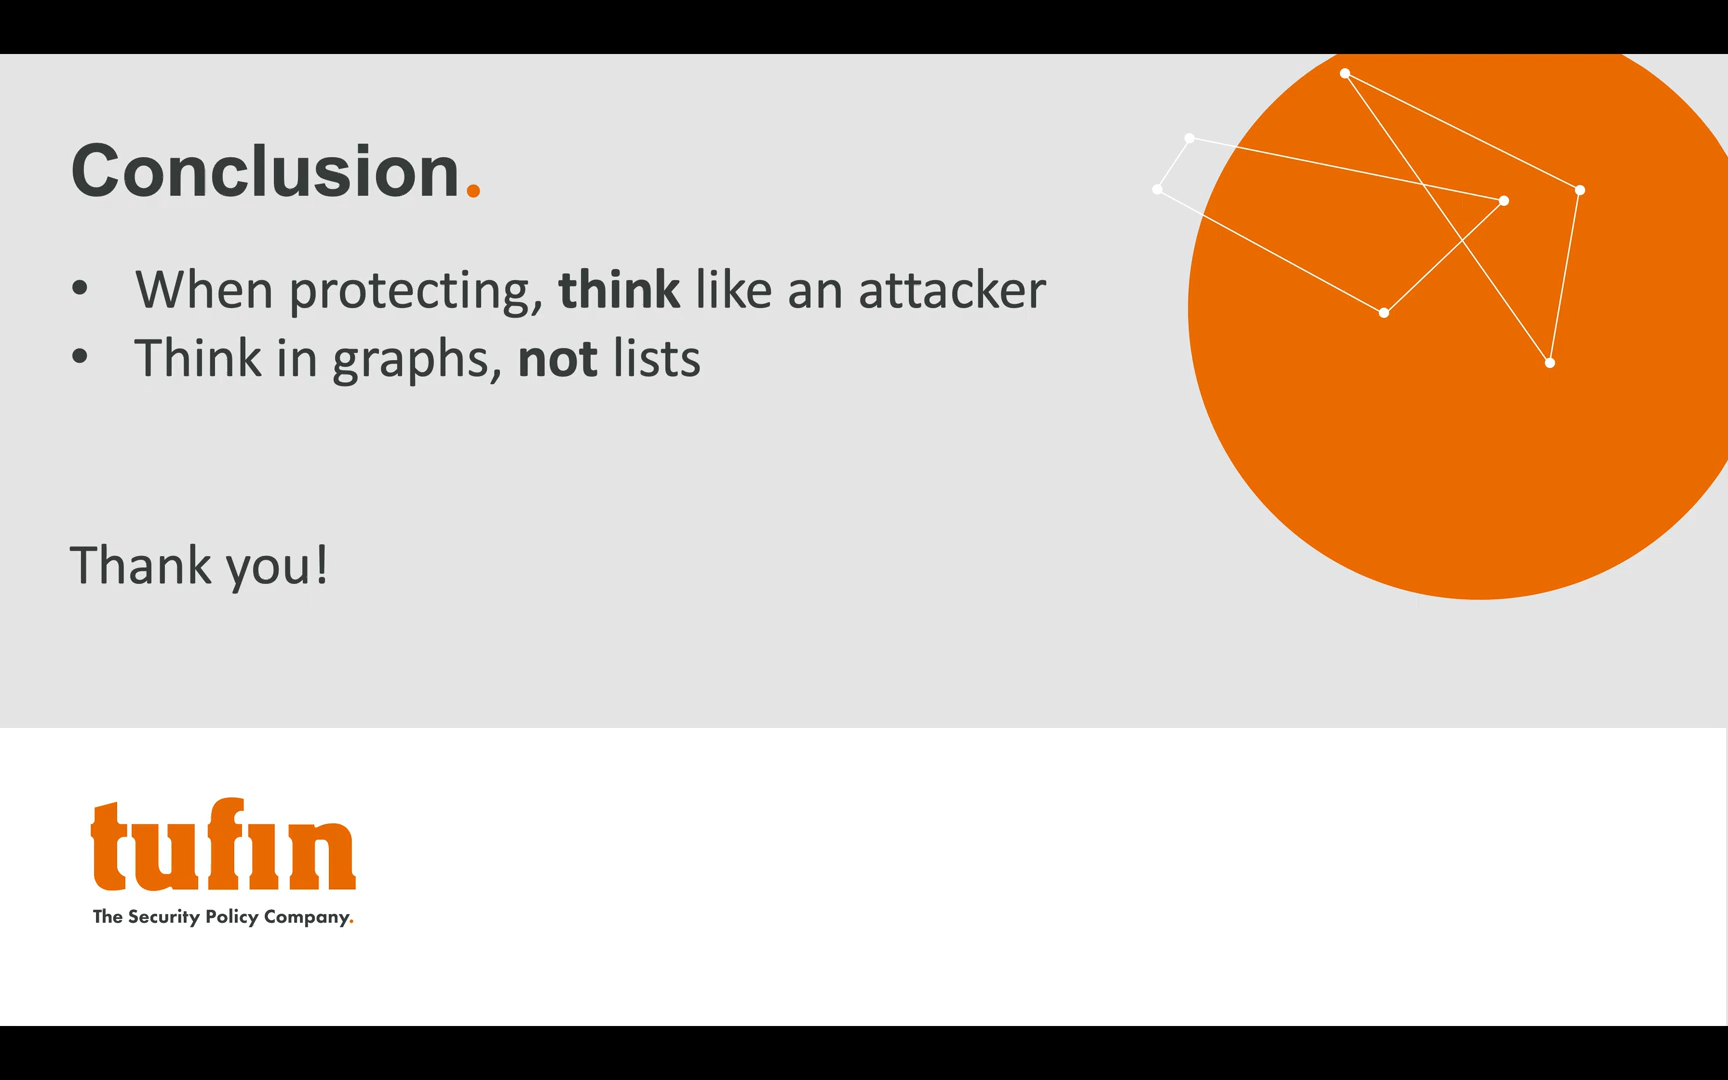 Conclusion.
• When protecting, think like an attacker
• Think in graphs, not lists
Thank you!
tufin
The Security Policy Company.